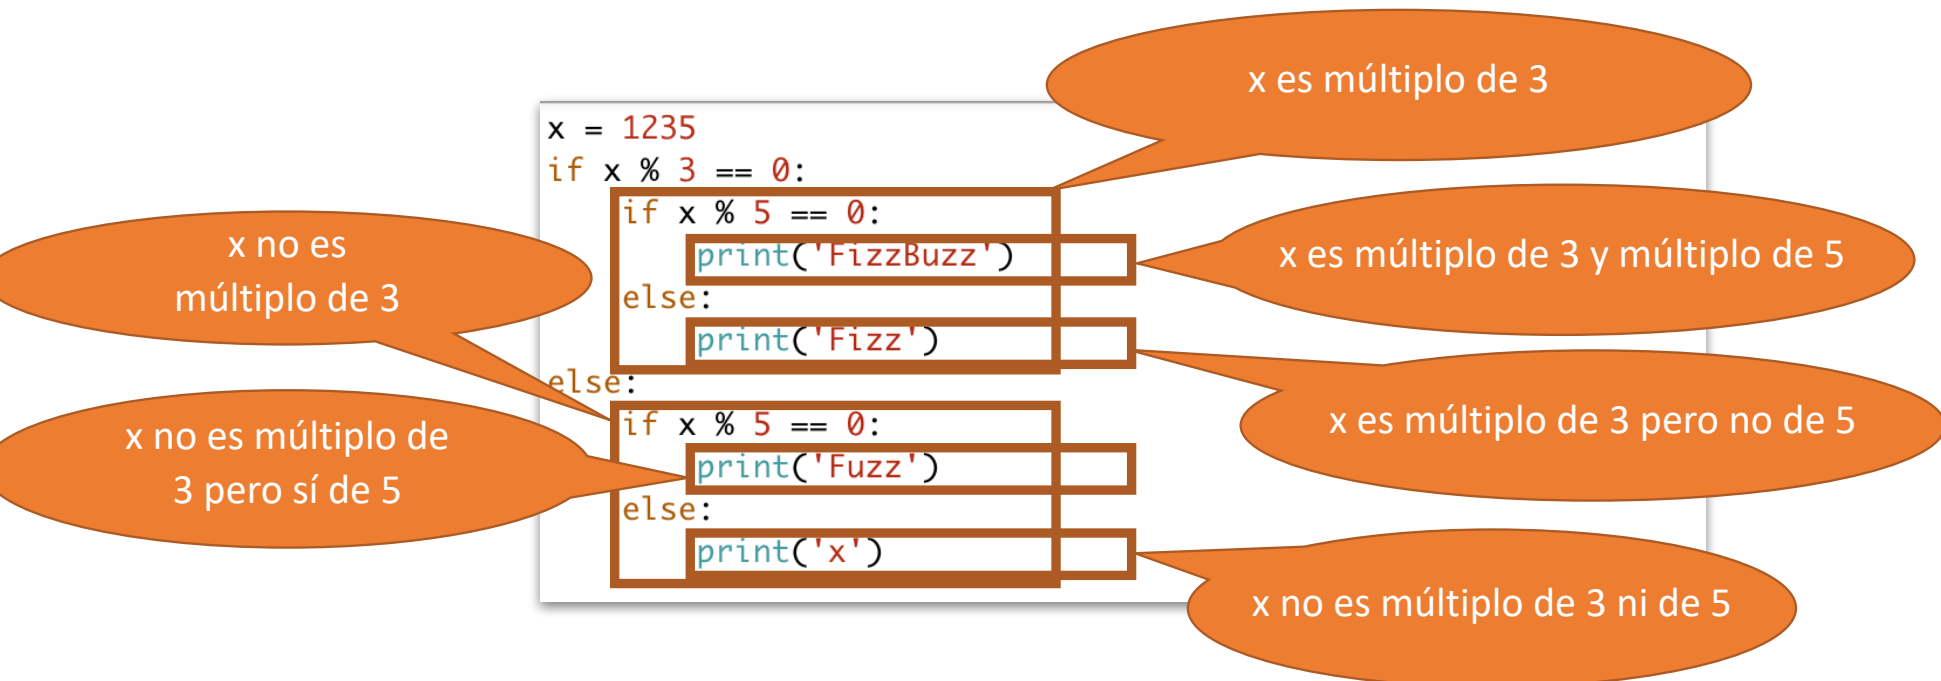 x es múltiplo de 3
x = 1235
if x % 3 == 0:
if x % 5 == 0:
print('FizzBuzz')
else:
print('Fizz')
else:
if x % 5 == 0:
print('Fuzz')
else:
print('x')
x no es
múltiplo de 3
x es múltiplo de 3 y múltiplo de 5
x es múltiplo de 3 pero no de 5
x no es múltiplo de
3 pero sí de 5
x no es múltiplo de 3 ni de 5